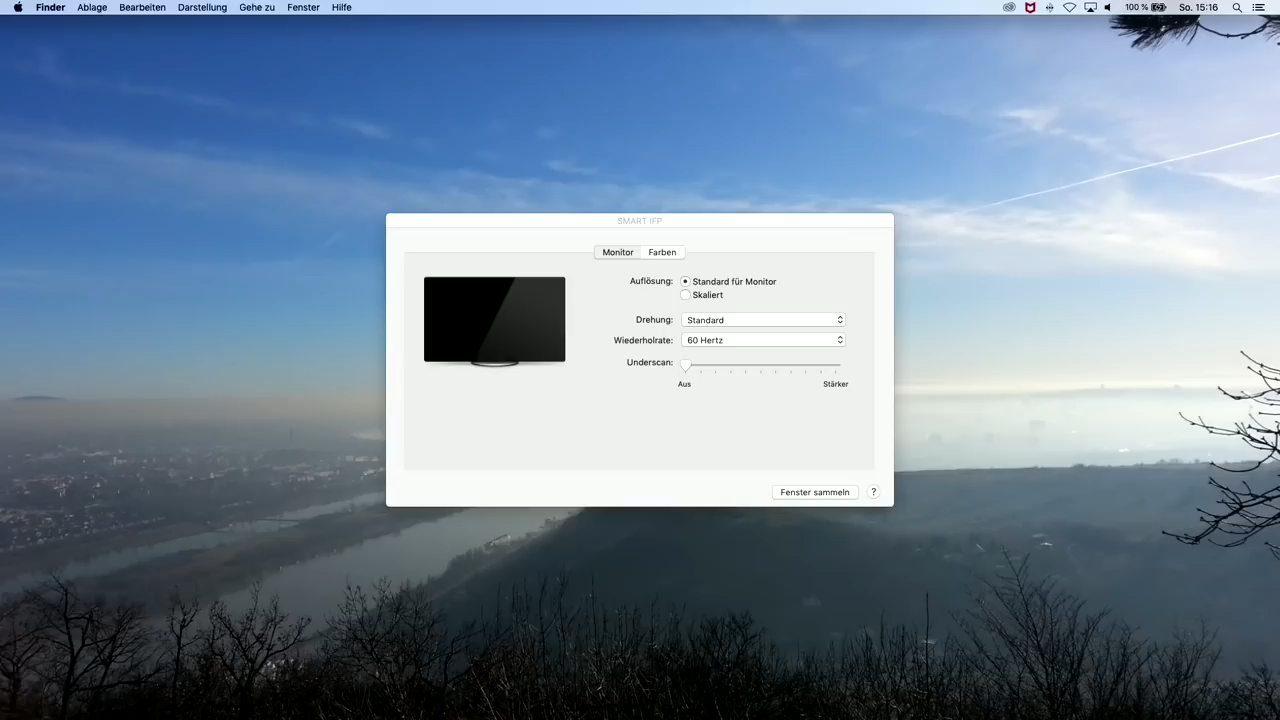 Finder Ablage Bearbeiten Darstellung Gehe zu Fenster Hilfe 100 % So. 15:16
SMART IFP
Monitor Farben
Auflösung: Standard für Monitor
Skaliert
Drehung: Standard
Wiederholrate: 60 Hertz
Underscan:
Aus Stärker
Fenster sammeln ?